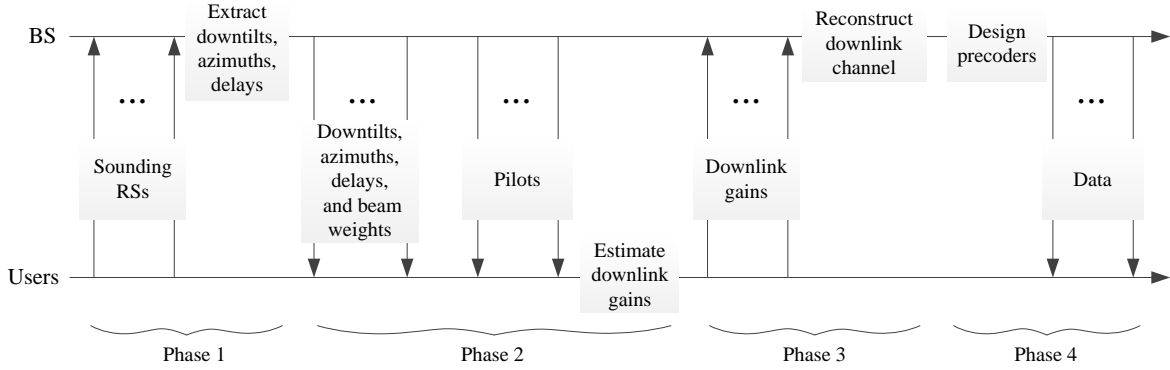 BS
Extract
downtilts,
azimuths,
delays
Reconstruct
downlink
channel
Design
precoders
...
...
...
...
Sounding
RSs
Downtilts,
azimuths,
delays,
and beam
weights
Pilots
Downlink
gains
Data
Users
Estimate
downlink
gains
Phase 1
Phase 2
Phase 3
Phase 4